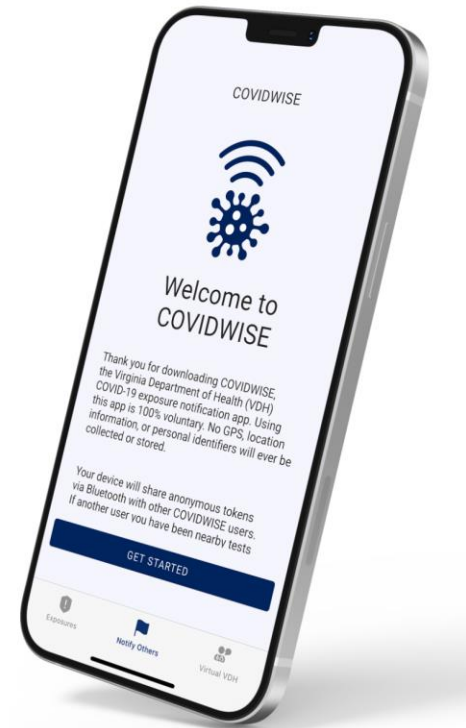 COVIDWISE
Welcome to
COVIDWISE
Thank you for downloading COVIDWISE,
the Virginia Department of Health (VDH)
COVID-19 exposure notification app. Using
this app is 100% voluntary. No GPS, location
information, or personal identifiers will ever be
collected or stored.
Your device will share anonymous tokens
via Bluetooth with other COVIDWISE users.
If another user you have been nearby tests
GET STARTED
Exposures
Notify Others
Virtual VDH